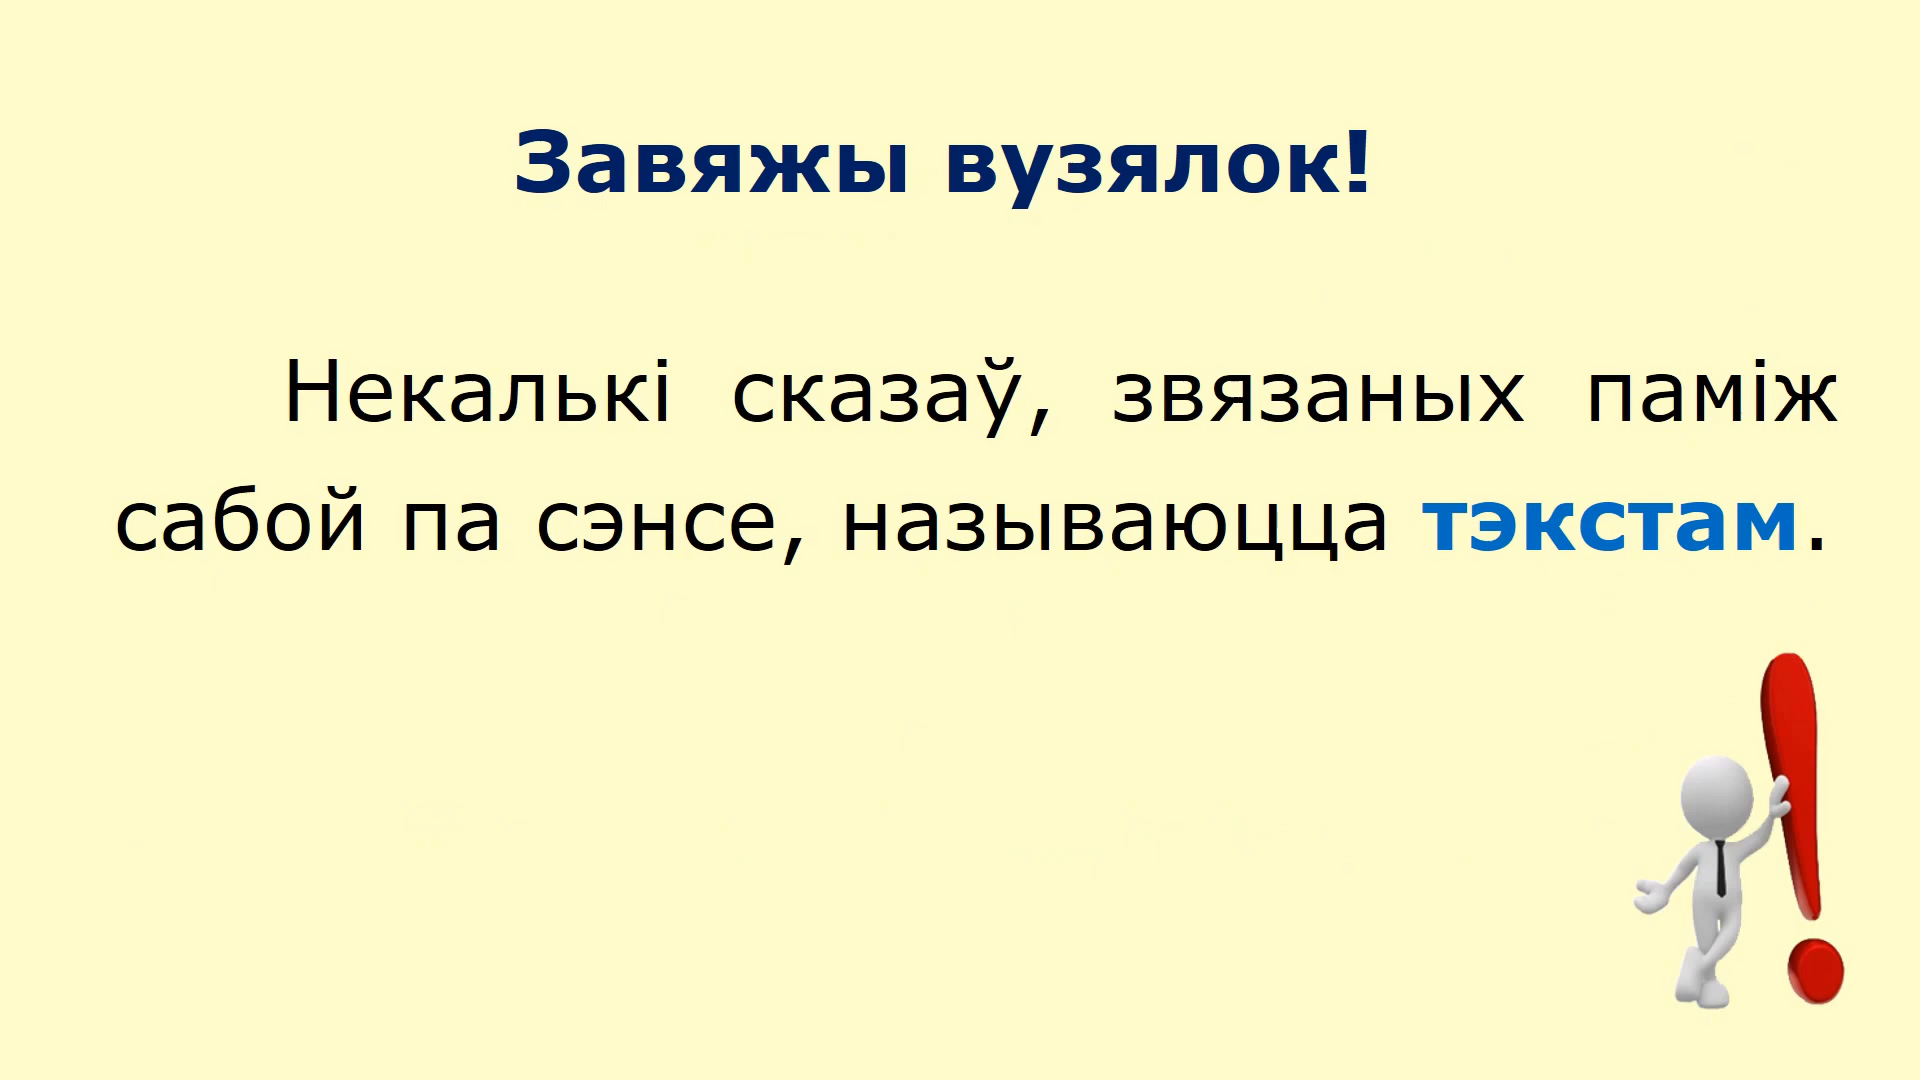 Завяжы вузялок!
Некалькі сказаў, звязаных паміж
сабой па сэнсе, называюцца тэкстам.